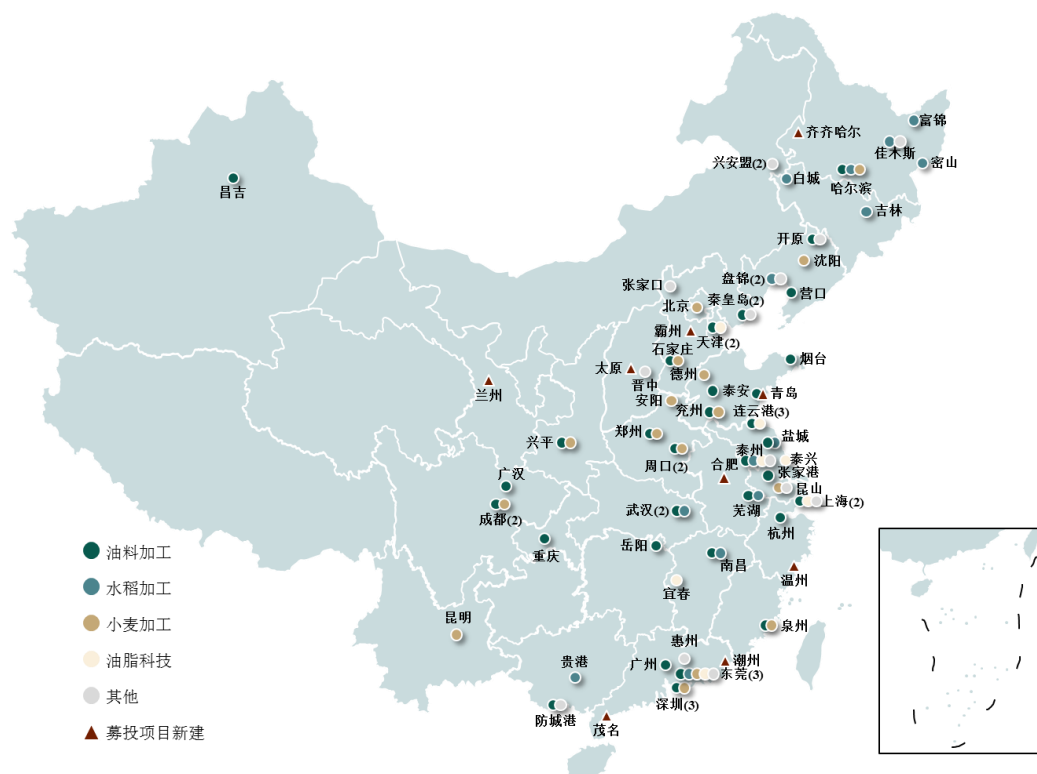 富锦
齐齐哈尔
佳木斯
兴安盟(2)
密山
白城
哈尔滨
昌吉
吉林
开原
沈阳
盘锦(2)
张家口
营口
秦皇岛(2)
北京
霸州
天津(2)
石家庄
烟台
太原
德州
晋中
兰州
泰安
青岛
安阳
兖州
连云港(3)
郑州
盐城
兴平
泰州
周口(2)
泰兴
合肥
张家港
广汉
昆山
芜湖
上海(2)
武汉(2)
成都(2)
杭州
重庆
岳阳
油料加工
南昌
温州
水稻加工
宜春
昆明
小麦加工
泉州
惠州
油脂科技
广州
潮州
贵港
东莞(3)
其他
深圳(3)
防城港
茂名
募投项目新建